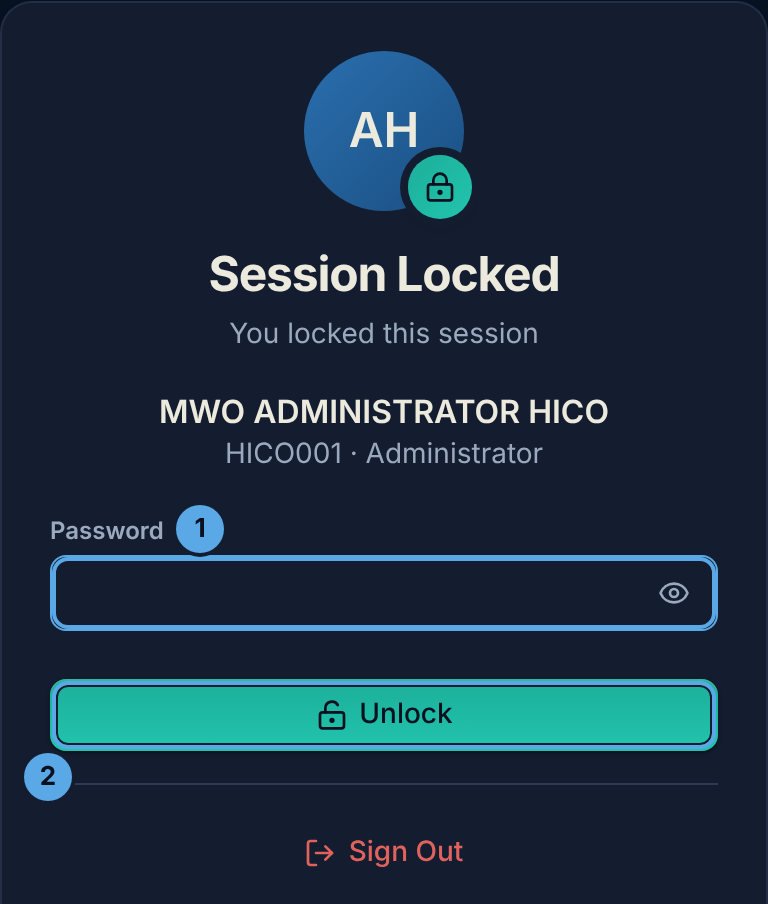 AH
Session Locked
You locked this session
MWO ADMINISTRATOR HICO
HICO001 · Administrator
Password 1
Unlock
2
Sign Out